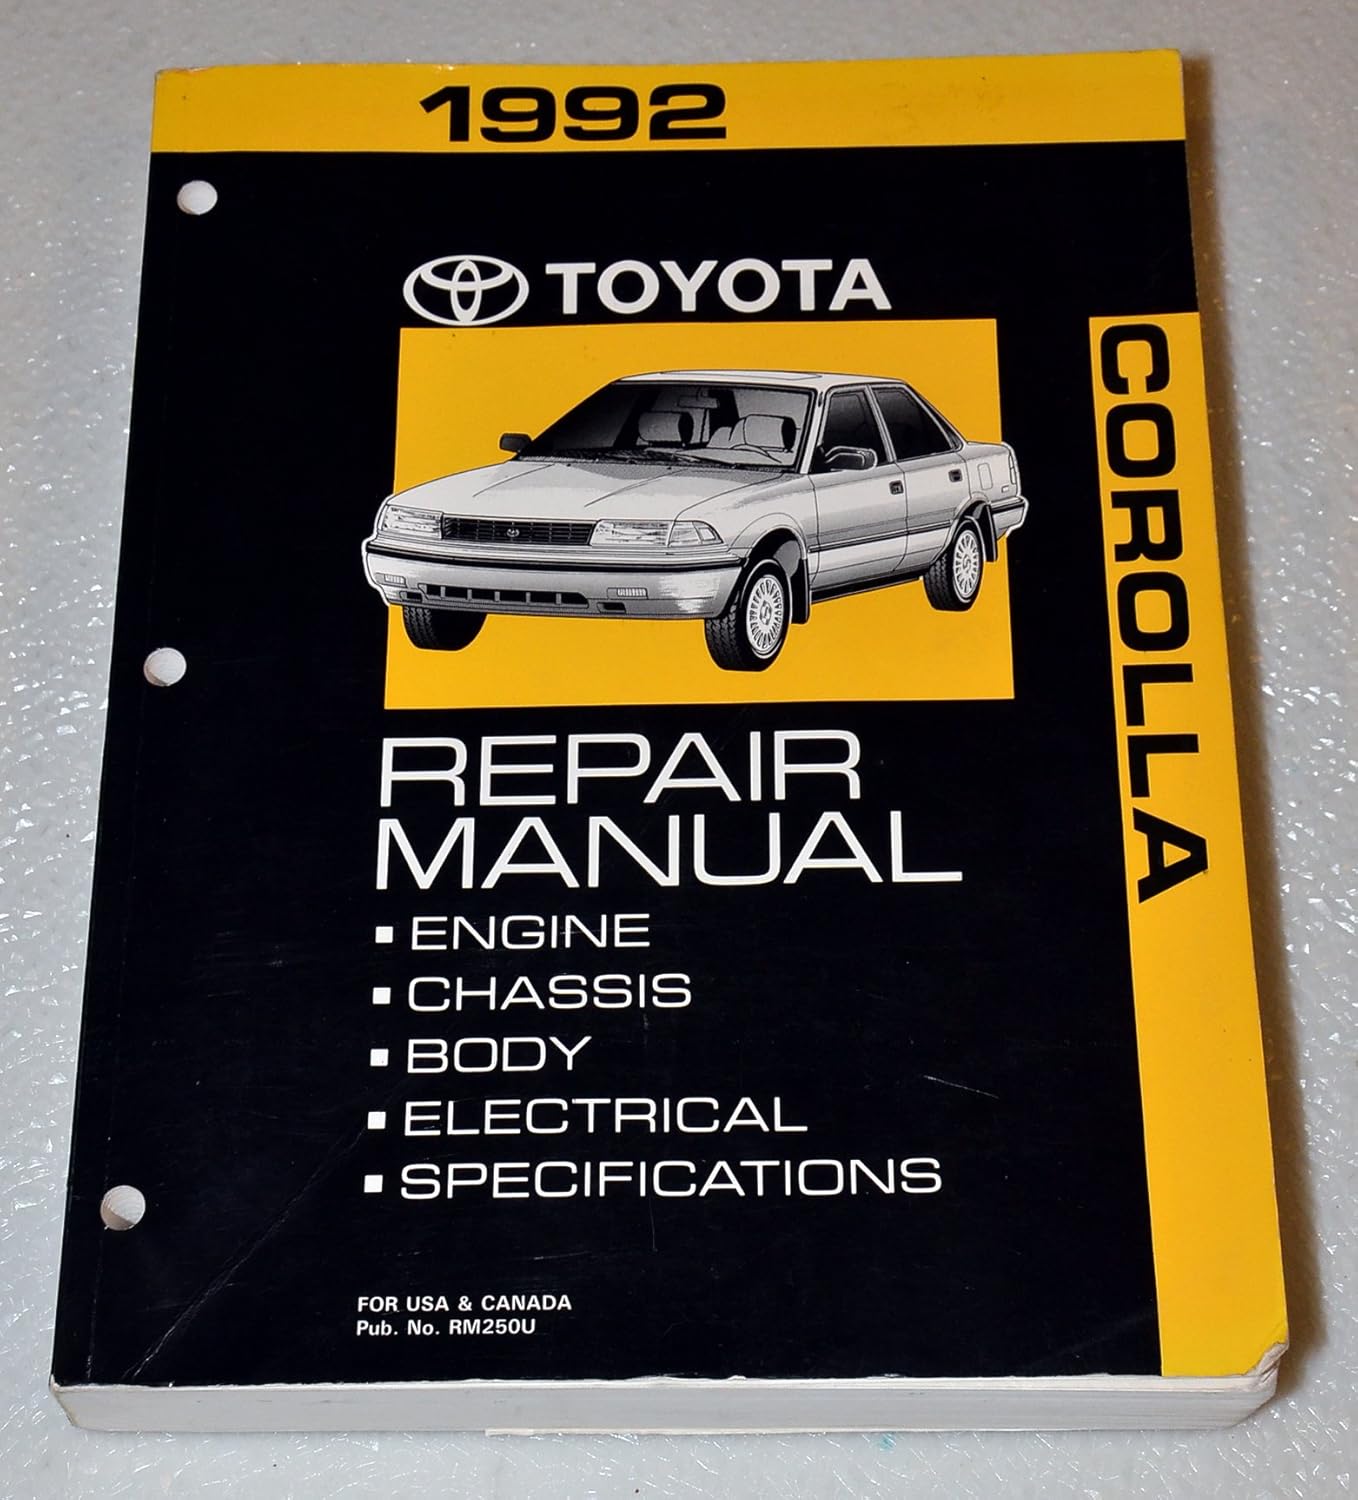 1992
TOYOTA
COROLLA
REPAIR
MANUAL
▪ ENGINE
▪ CHASSIS
▪ BODY
▪ ELECTRICAL
▪ SPECIFICATIONS
FOR USA & CANADA
Pub. No. RM250U